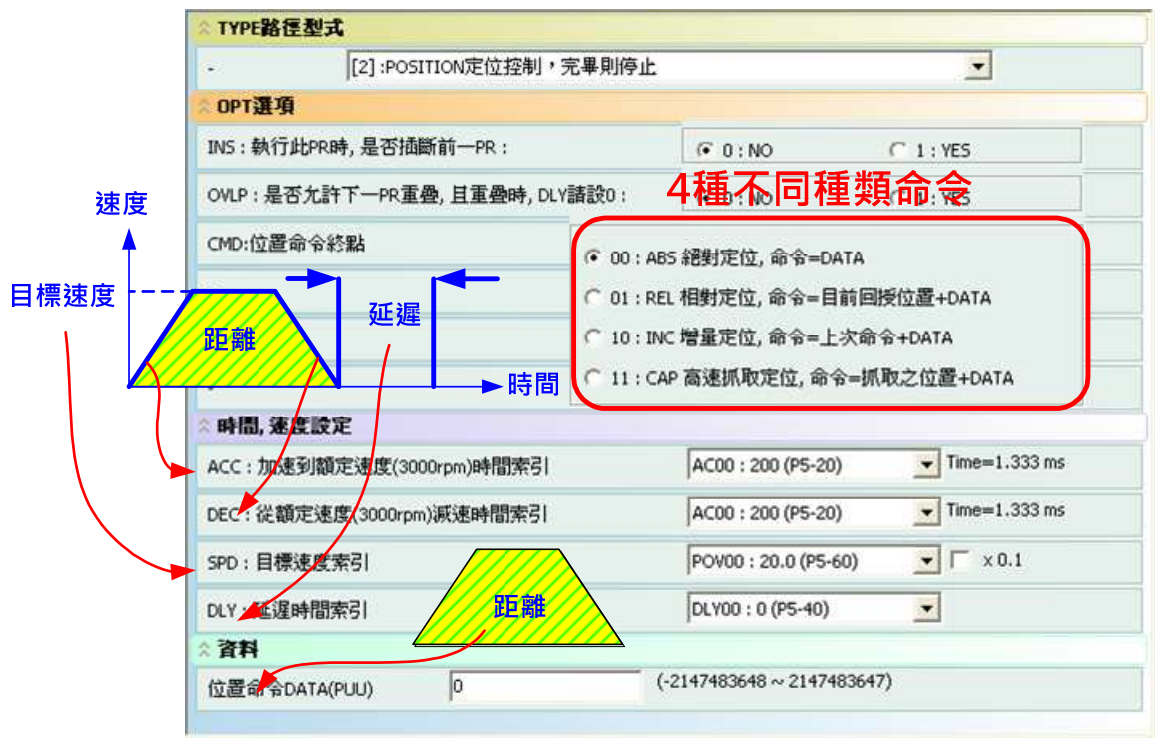 TYPE路徑型式
-
[2] :POSITION定位控制，完畢則停止
OPT選項
INS : 執行此PR時, 是否插斷前一PR :
0 : NO
1 : YES
OVLP : 是否允許下一PR重疊, 且重疊時, DLY請設0 :
0 : NO
1 : YES
4種不同種類命令
CMD:位置命令終點
00 : ABS 絕對定位, 命令=DATA
01 : REL 相對定位, 命令=目前回授位置+DATA
10 : INC 增量定位, 命令=上次命令+DATA
11 : CAP 高速抓取定位, 命令=抓取之位置+DATA
速度
目標速度
距離
延遲
時間
時間, 速度設定
ACC : 加速到額定速度(3000rpm)時間索引
AC00 : 200 (P5-20)
Time=1.333 ms
DEC : 從額定速度(3000rpm)減速時間索引
AC00 : 200 (P5-20)
Time=1.333 ms
SPD : 目標速度索引
POV00 : 20.0 (P5-60)
x 0.1
DLY : 延遲時間索引
DLY00 : 0 (P5-40)
距離
資料
位置命令DATA(PUU)
0
(-2147483648 ~ 2147483647)